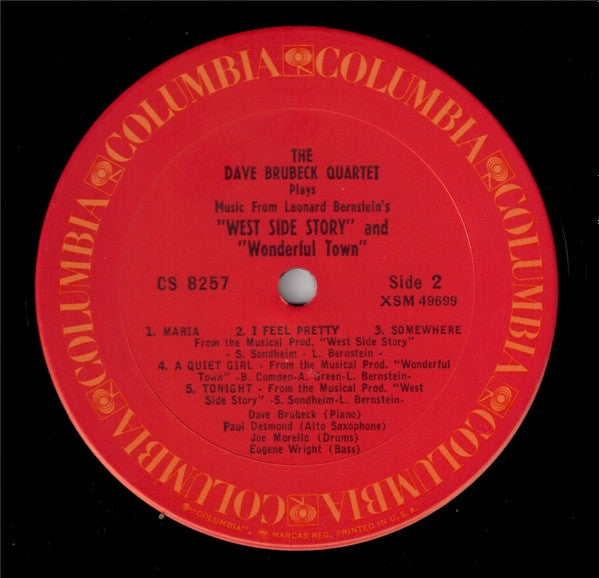 COLUMBIA COLUMBIA COLUMBIA COLUMBIA COLUMBIA COLUMBIA
THE
DAVE BRUBECK QUARTET
Plays
Music From Leonard Bernstein's
"WEST SIDE STORY" and
"Wonderful Town"
CS 8257
Side 2
XSM 49699
1. MARIA 2. I FEEL PRETTY 3. SOMEWHERE
From the Musical Prod. "West Side Story"
- S. Sondheim - L. Bernstein -
4. A QUIET GIRL - From the Musical Prod. "Wonderful
Town" -B. Comden-A. Green-L. Bernstein-
5. TONIGHT - From the Musical Prod. "West
Side Story" -S. Sondheim-L. Bernstein-
Dave Brubeck (Piano)
Paul Desmond (Alto Saxophone)
Joe Morello (Drums)
Eugene Wright (Bass)
® "COLUMBIA", MARCAS REG. PRINTED IN U.S.A.